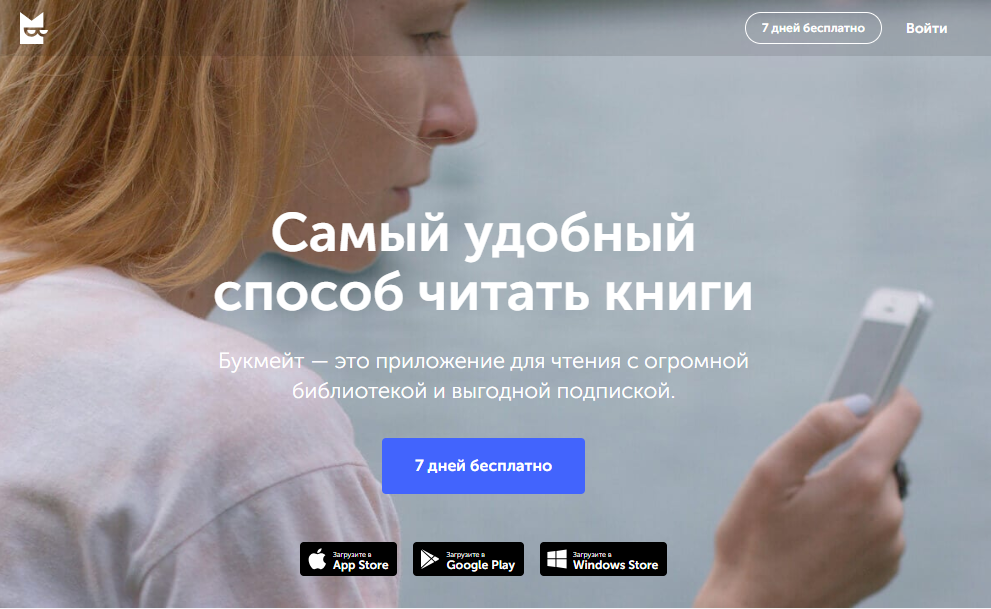 7 дней бесплатно
Войти
Самый удобный
способ читать книги
Букмейт — это приложение для чтения с огромной
библиотекой и выгодной подпиской.
7 дней бесплатно
Загрузите в
App Store
Загрузите в
Google Play
Загрузите в
Windows Store